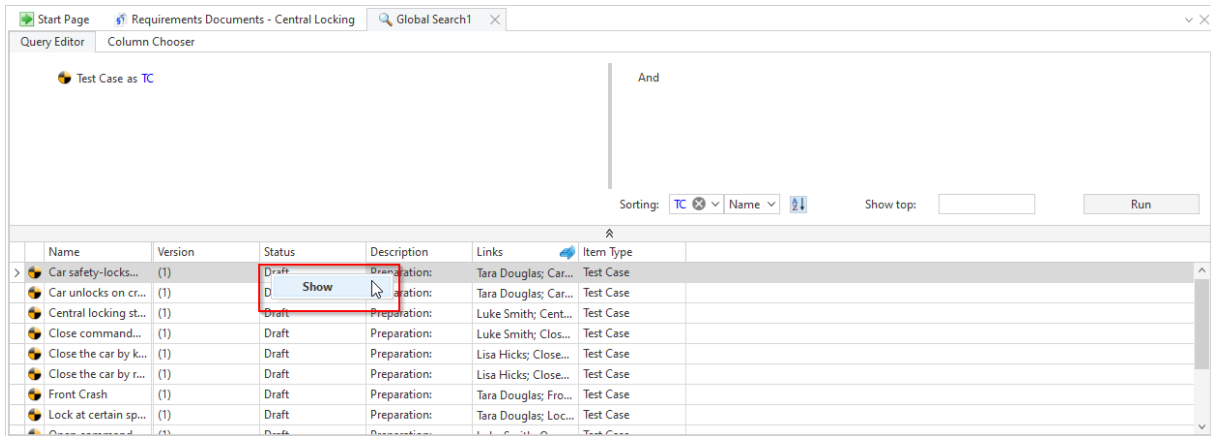 Start Page Requirements Documents - Central Locking Global Search1
Query Editor Column Chooser
Test Case as TC And
Sorting: TC Name Show top: Run
Name Version Status Description Links Item Type
Car safety-locks... (1) Draft Preparation: Tara Douglas; Car... Test Case
Car unlocks on cr... (1) Show Tara Douglas; Car... Test Case
Central locking st... (1) Draft Preparation: Luke Smith; Cent... Test Case
Close command... (1) Draft Preparation: Luke Smith; Clos... Test Case
Close the car by k... (1) Draft Preparation: Lisa Hicks; Close... Test Case
Close the car by r... (1) Draft Preparation: Lisa Hicks; Close... Test Case
Front Crash (1) Draft Preparation: Tara Douglas; Fro... Test Case
Lock at certain sp... (1) Draft Preparation: Tara Douglas; Loc... Test Case